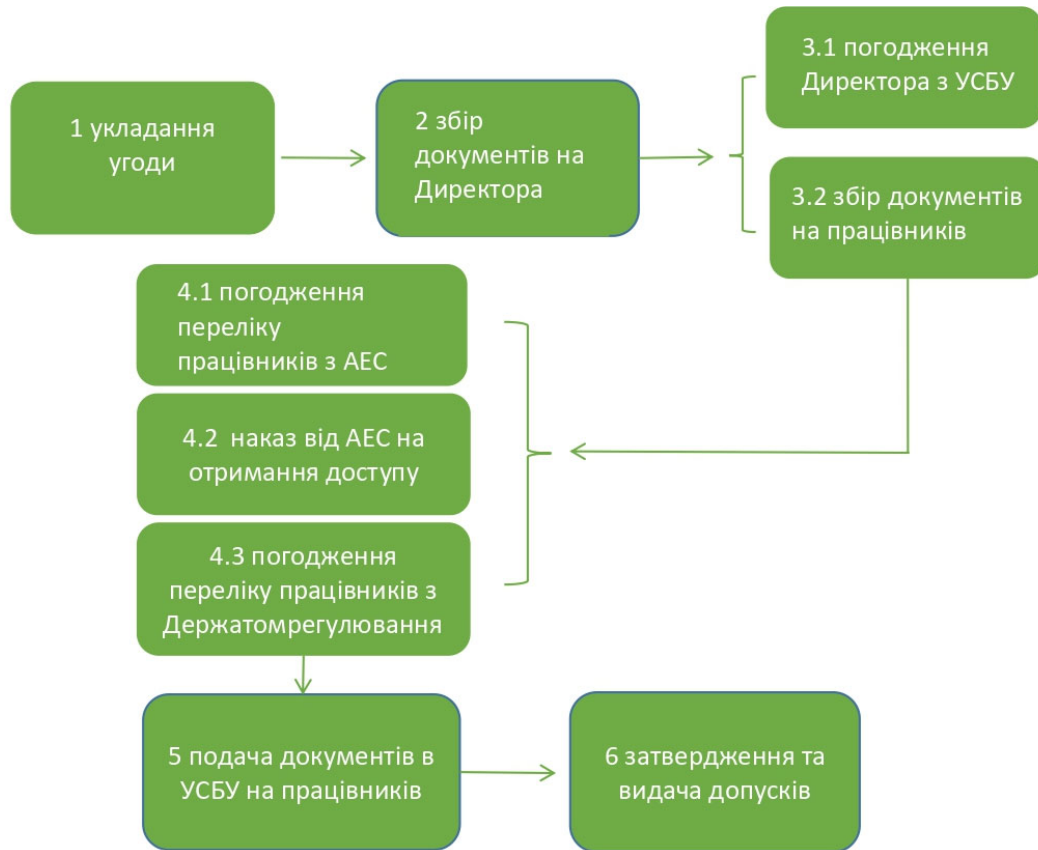 1 укладання
угоди
2 збір
документів на
Директора
3.1 погодження
Директора з УСБУ
3.2 збір документів
на працівників
4.1 погодження
переліку
працівників з АЕС
4.2 наказ від АЕС на
отримання доступу
4.3 погодження
переліку працівників з
Держатомрегулювання
5 подача документів в
УСБУ на працівників
6 затвердження та
видача допусків